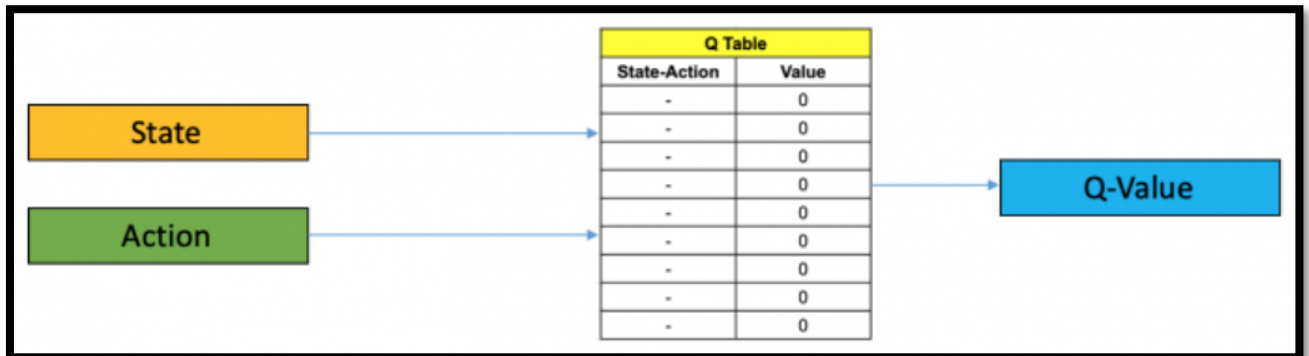 Q Table
State-Action Value
- 0
- 0
- 0
- 0
- 0
- 0
- 0
- 0
- 0
State
Action
Q-Value